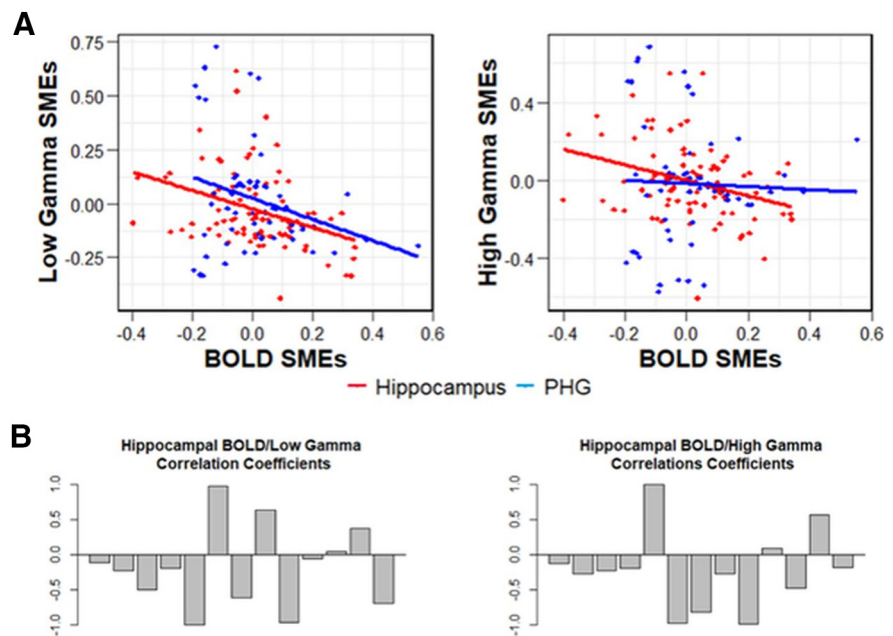 A
Low Gamma SMEs
0.75
0.50
0.25
0.00
-0.25
-0.4
-0.2
0.0
0.2
0.4
0.6
BOLD SMEs
High Gamma SMEs
0.4
0.0
-0.4
-0.4
-0.2
0.0
0.2
0.4
0.6
BOLD SMEs
Hippocampus PHG
B
Hippocampal BOLD/Low Gamma
Correlation Coefficients
1.0
0.5
0.0
-0.5
-1.0
Hippocampal BOLD/High Gamma
Correlations Coefficients
1.0
0.5
0.0
-0.5
-1.0